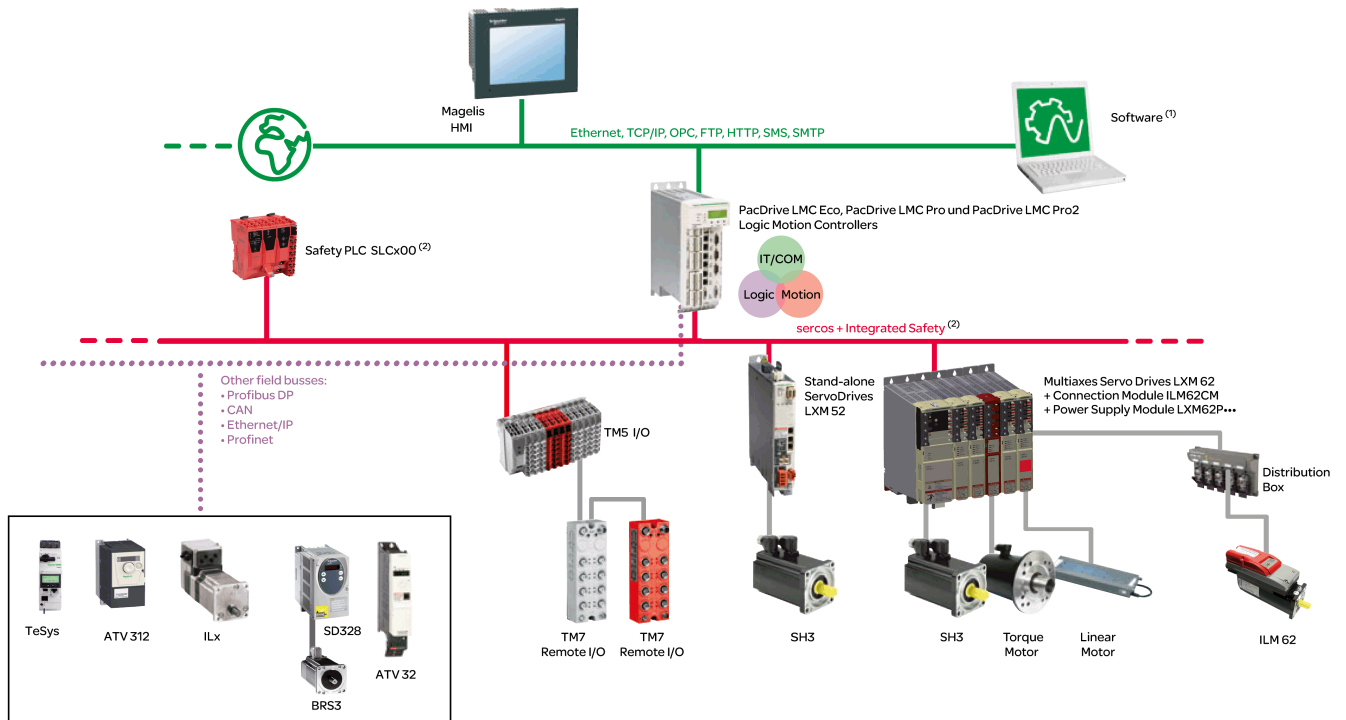 Magelis
HMI
Ethernet, TCP/IP, OPC, FTP, HTTP, SMS, SMTP
Software (1)
PacDrive LMC Eco, PacDrive LMC Pro und PacDrive LMC Pro2
Logic Motion Controllers
Safety PLC SLCx00 (2)
IT/COM
Logic
Motion
sercos + Integrated Safety (2)
Other field busses:
• Profibus DP
• CAN
• Ethernet/IP
• Profinet
TM5 I/O
Stand-alone
ServoDrives
LXM 52
Multiaxes Servo Drives LXM 62
+ Connection Module ILM62CM
+ Power Supply Module LXM62P•••
Distribution
Box
TeSys
ATV 312
ILx
SD328
BRS3
ATV 32
TM7
Remote I/O
TM7
Remote I/O
SH3
SH3
Torque
Motor
Linear
Motor
ILM 62